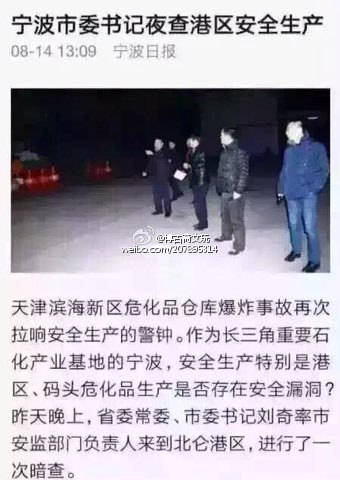 宁波市委书记夜查港区安全生产
08-14 13:09 宁波日报
weibo.com/207895814
天津滨海新区危化品仓库爆炸事故再次
拉响安全生产的警钟。作为长三角重要石
化产业基地的宁波，安全生产特别是港
区、码头危化品生产是否存在安全漏洞？
昨天晚上，省委常委、市委书记刘奇率市
安监部门负责人来到北仑港区，进行了一
次暗查。